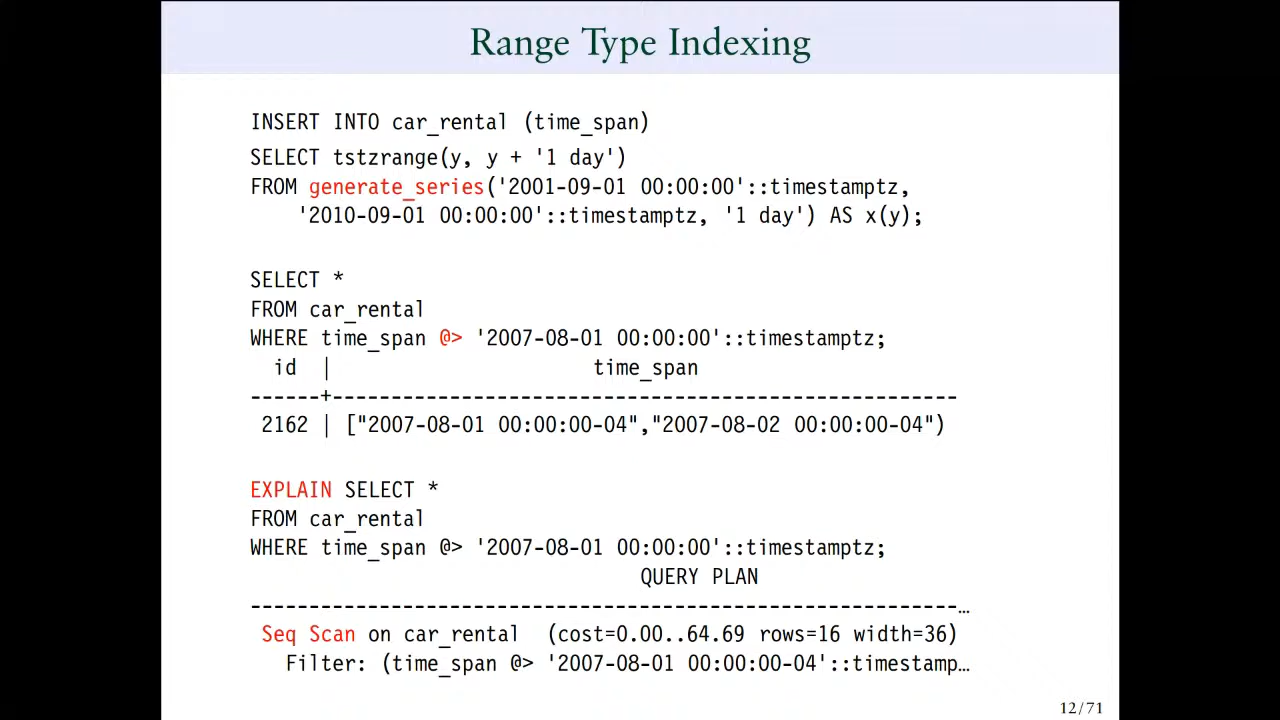 Range Type Indexing
INSERT INTO car_rental (time_span)
SELECT tstzrange(y, y + '1 day')
FROM generate_series('2001-09-01 00:00:00'::timestamptz,
'2010-09-01 00:00:00'::timestamptz, '1 day') AS x(y);
SELECT *
FROM car_rental
WHERE time_span @> '2007-08-01 00:00:00'::timestamptz;
id | time_span
------+-----------------------------------------------------
2162 | ["2007-08-01 00:00:00-04","2007-08-02 00:00:00-04")
EXPLAIN SELECT *
FROM car_rental
WHERE time_span @> '2007-08-01 00:00:00'::timestamptz;
QUERY PLAN
------------------------------------------------------------…
Seq Scan on car_rental (cost=0.00..64.69 rows=16 width=36)
Filter: (time_span @> '2007-08-01 00:00:00-04'::timestamp…
12/71